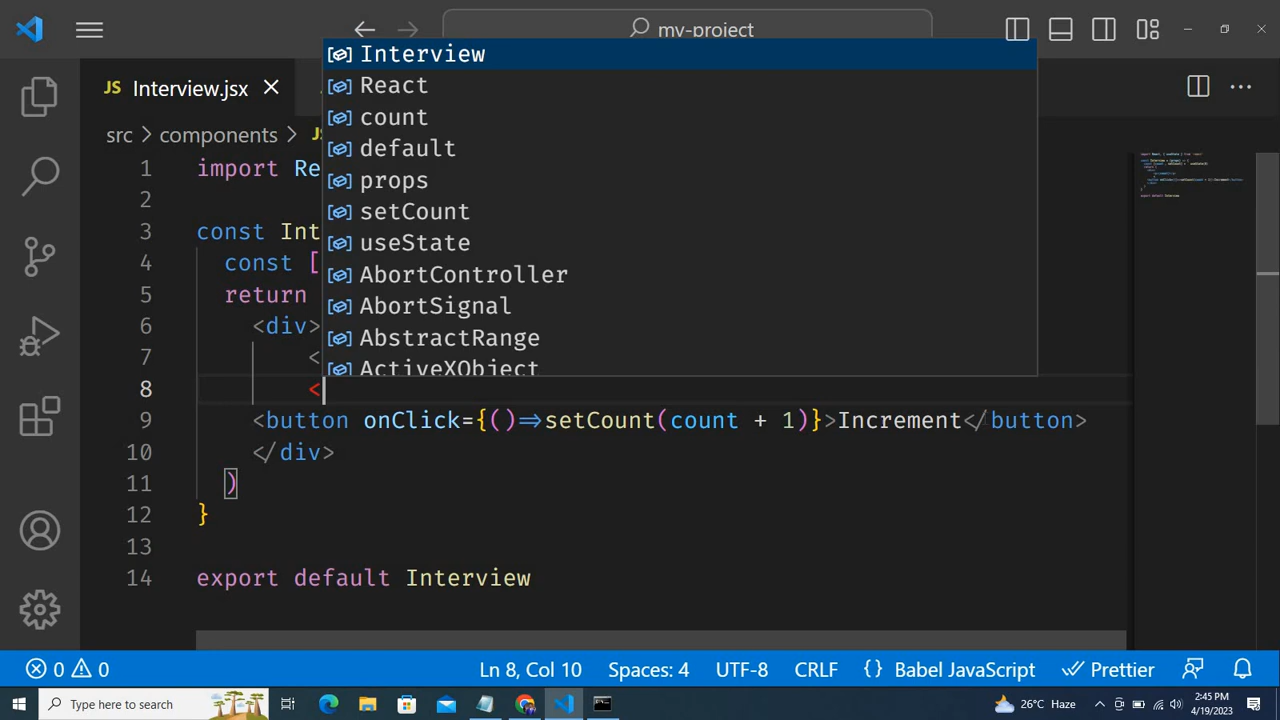 my-project
JS Interview.jsx
src > components > JS
1 import Re
2
3 const Int
4 const [
5 return
6 <div>
7 <
8 <
9 <button onClick={()=>setCount(count + 1)}>Increment</button>
10 </div>
11 )
12 }
13
14 export default Interview
Interview
React
count
default
props
setCount
useState
AbortController
AbortSignal
AbstractRange
ActiveXObject
0 0 Ln 8, Col 10 Spaces: 4 UTF-8 CRLF {} Babel JavaScript Prettier
Type here to search 26°C Haze 2:45 PM
4/19/2023